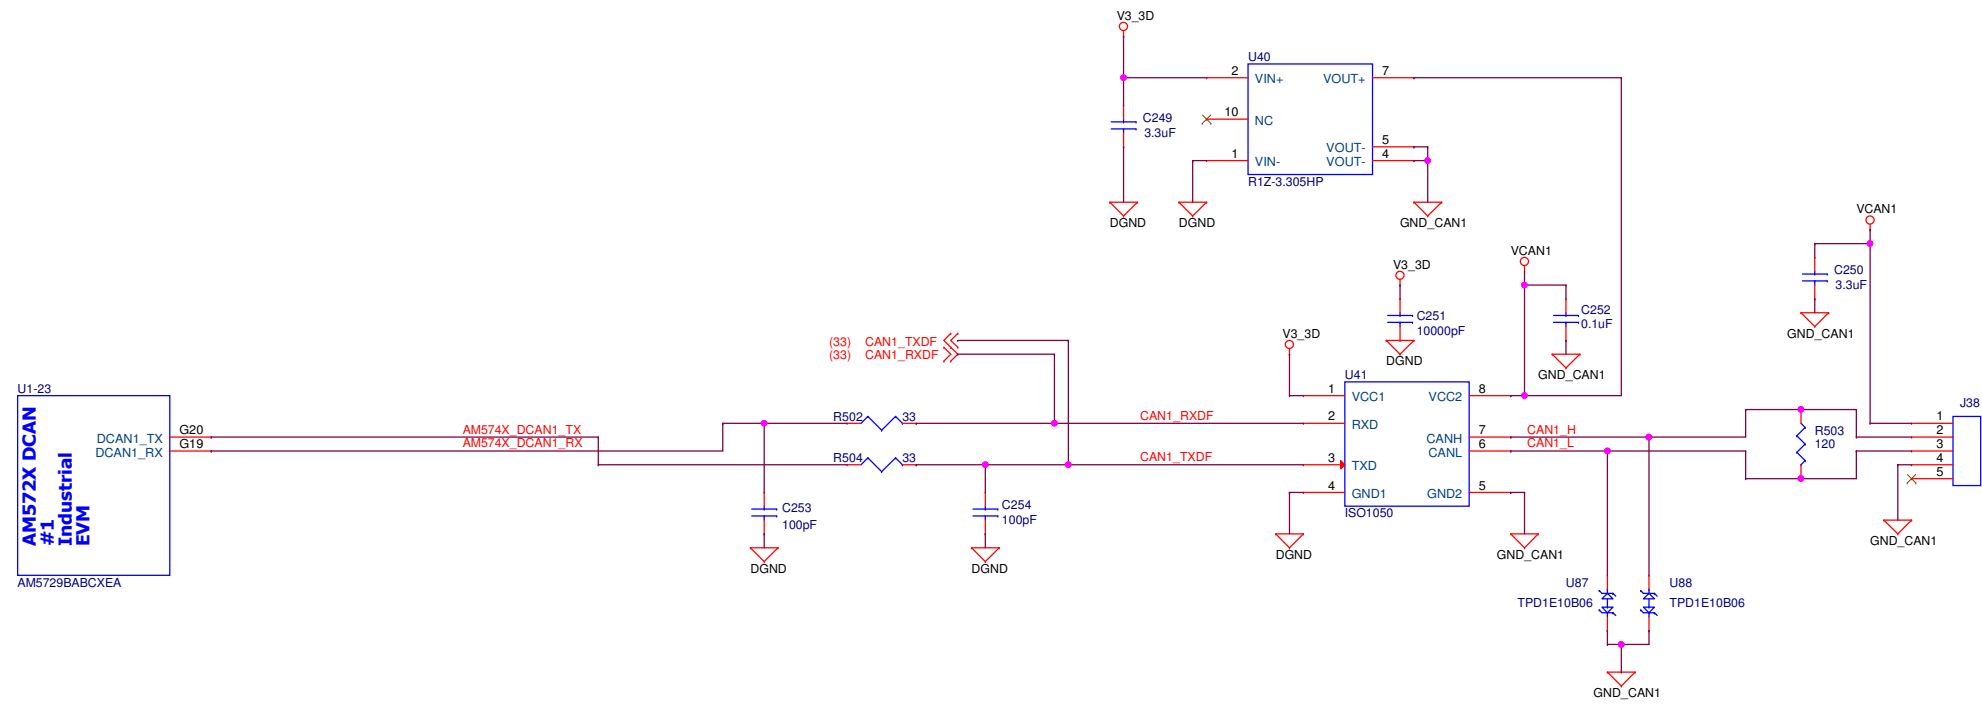 V3_3D
U40
2 VIN+ VOUT+ 7
10 NC
C249
3.3uF
5
VOUT-
1 VIN- VOUT- 4
R1Z-3.305HP
DGND DGND GND_CAN1
VCAN1
VCAN1
V3_3D
C250
3.3uF
C251
10000pF
C252
0.1uF
V3_3D
GND_CAN1
(33) CAN1_TXDF
(33) CAN1_RXDF
DGND
GND_CAN1
U41
U1-23
1 VCC1 VCC2 8
J38
AM572X DCAN
#1
Industrial
EVM
DCAN1_TX G20
DCAN1_RX G19
AM574X_DCAN1_TX
AM574X_DCAN1_RX
R502 33
CAN1_RXDF
2 RXD
CANH 7 CAN1_H
CANL 6 CAN1_L
R503
120
1
2
3
4
5
R504 33
CAN1_TXDF
3 TXD
4 GND1 GND2 5
ISO1050
C253
100pF
C254
100pF
DGND
DGND
DGND
GND_CAN1
GND_CAN1
AM5729BABCXEA
U87
TPD1E10B06
U88
TPD1E10B06
GND_CAN1